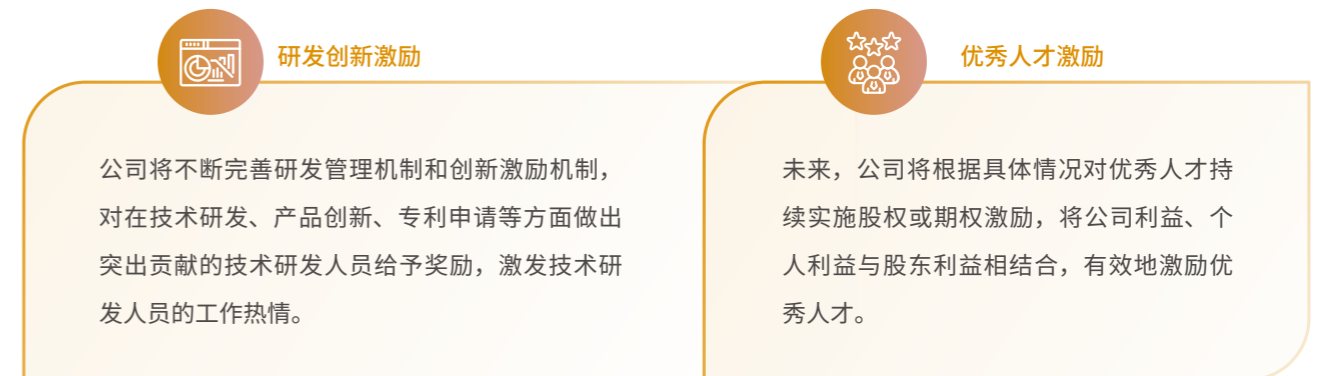 研发创新激励
公司将不断完善研发管理机制和创新激励机制，
对在技术研发、产品创新、专利申请等方面做出
突出贡献的技术研发人员给予奖励，激发技术研
发人员的工作热情。
优秀人才激励
未来，公司将根据具体情况对优秀人才持
续实施股权或期权激励，将公司利益、个
人利益与股东利益相结合，有效地激励优
秀人才。